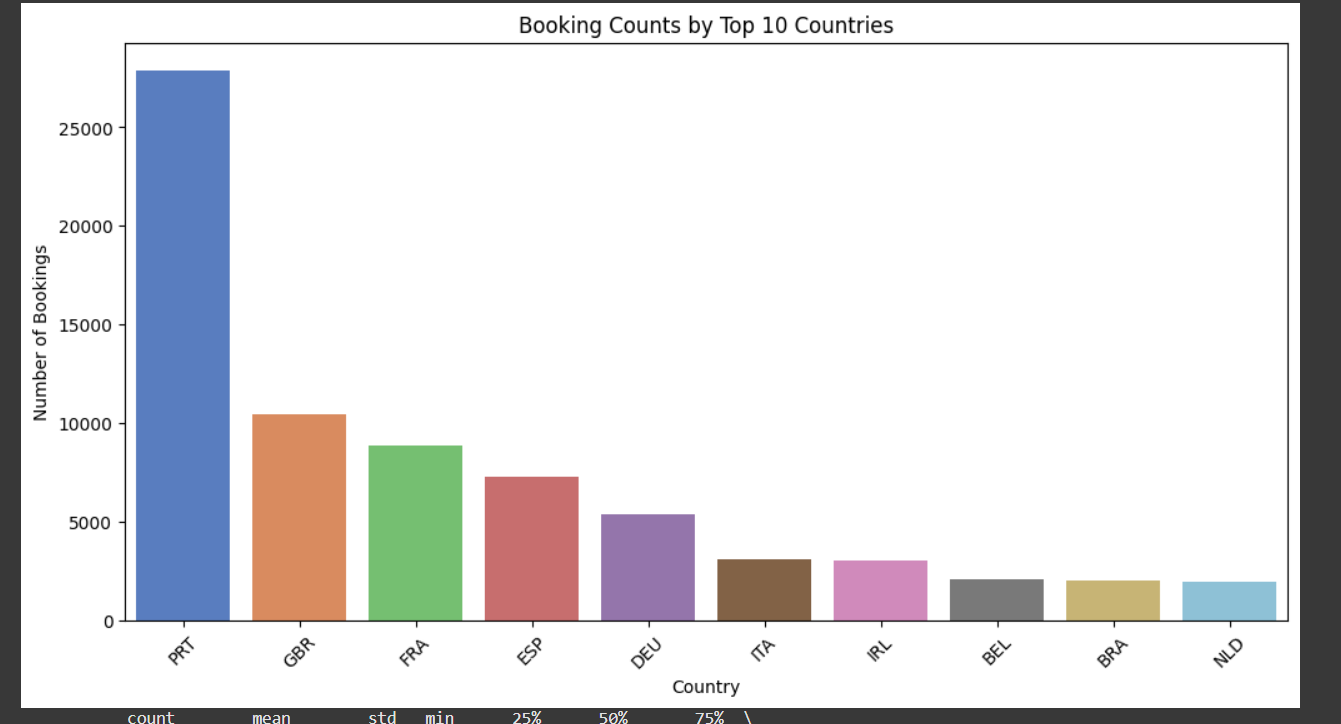 Booking Counts by Top 10 Countries
Number of Bookings
25000
20000
15000
10000
5000
0
PRT GBR FRA ESP DEU ITA IRL BEL BRA NLD
Country
count mean std min 25% 50% 75% \